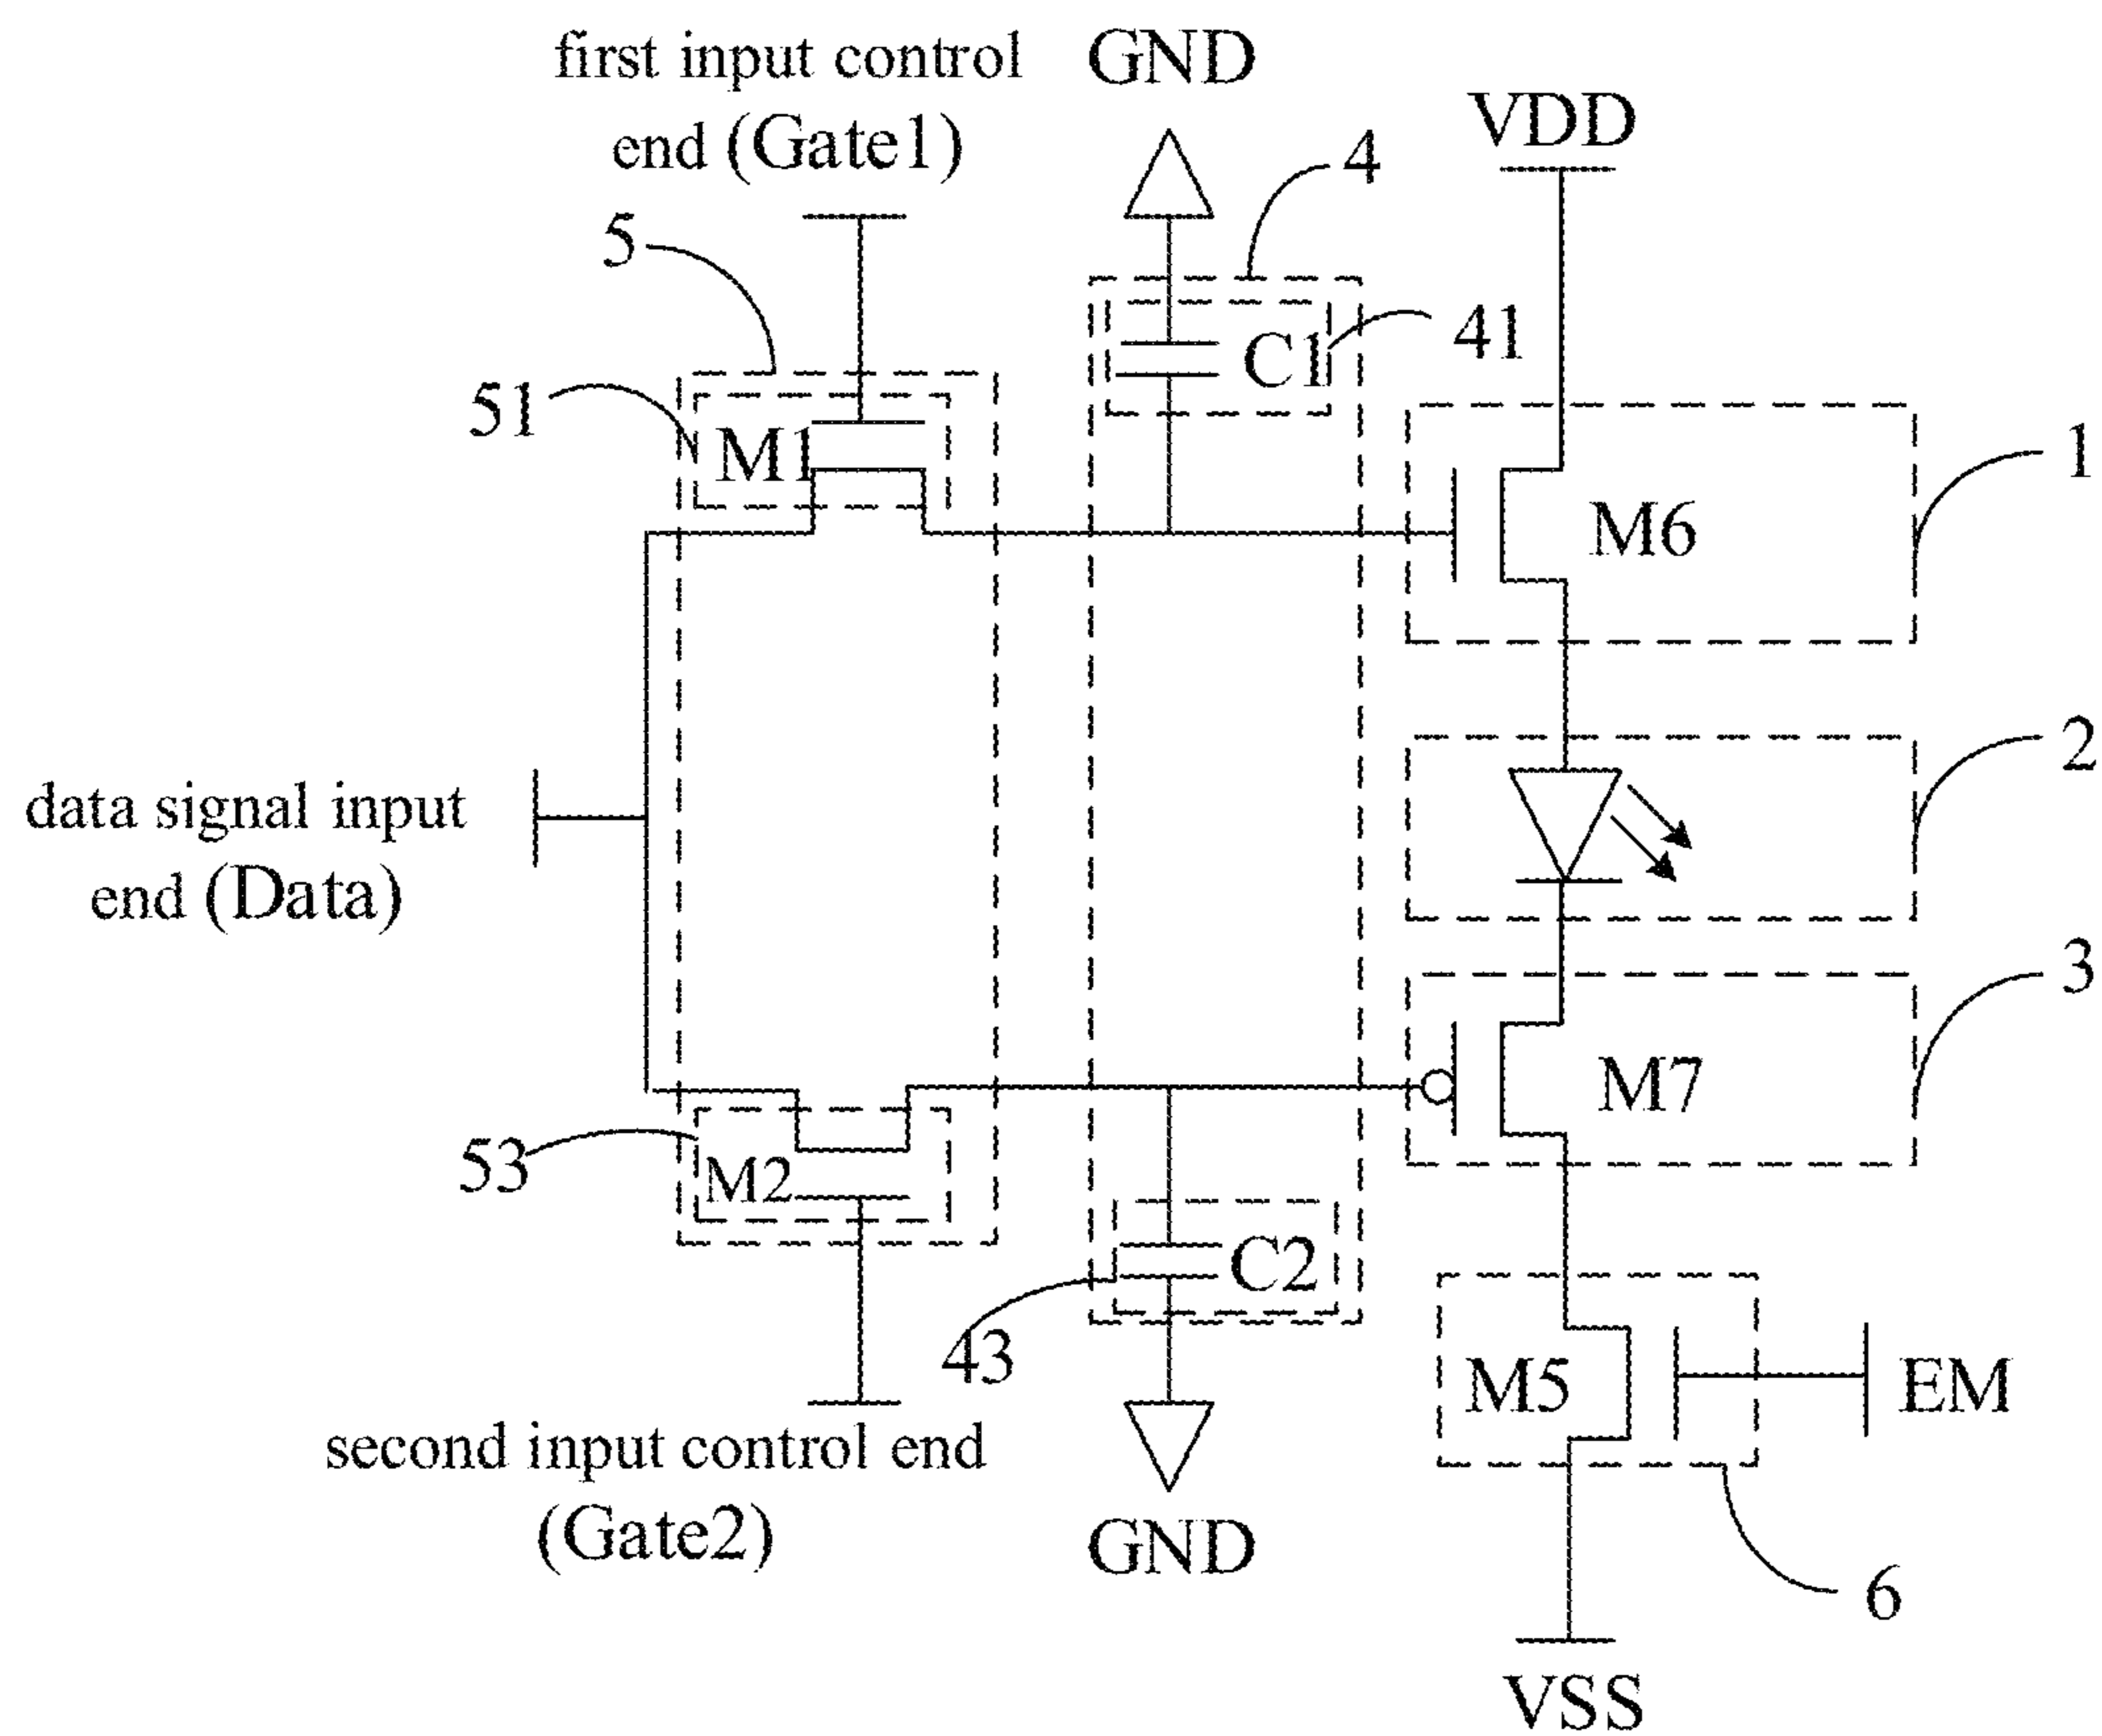 first input control
end (Gate1)
GND
VDD
4
5
41
C1
51
M1
1
M6
2
data signal input
end (Data)
3
M7
53
M2
C2
43
M5
EM
second input control end
(Gate2)
GND
6
VSS